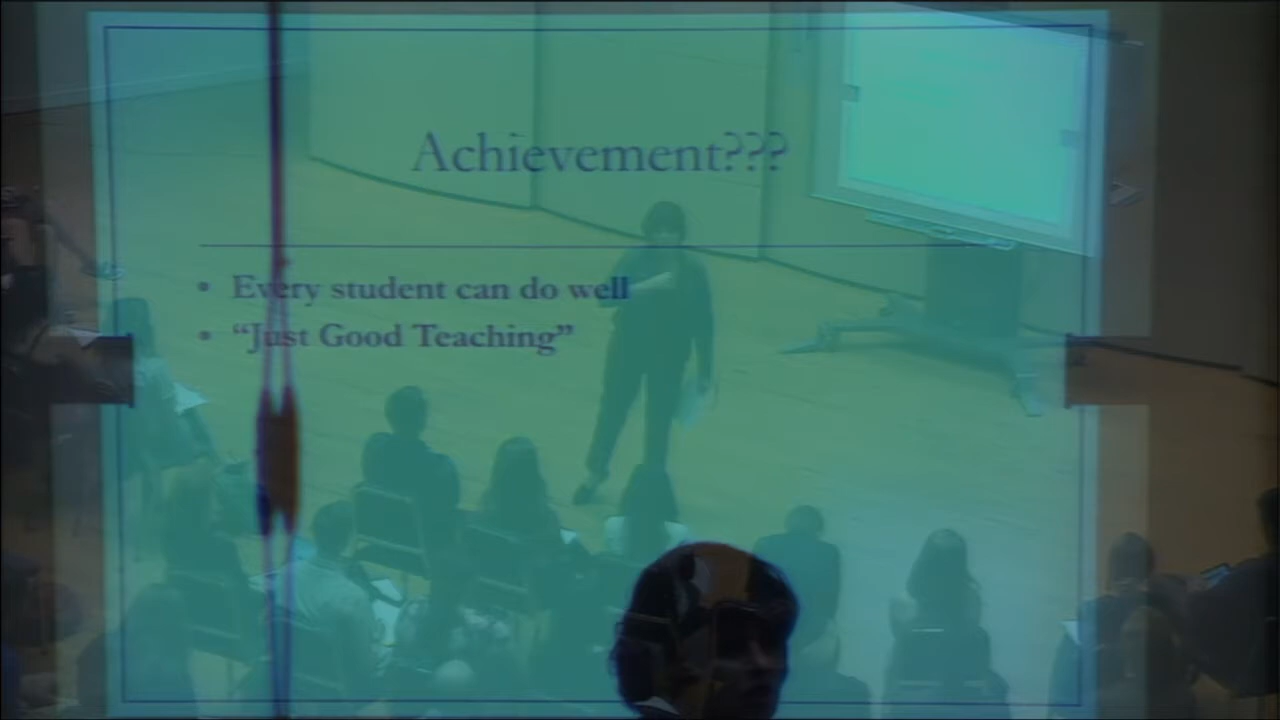 Achievement???
• Every student can do well
• “Just Good Teaching”